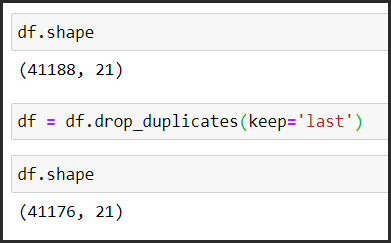 df.shape
(41188, 21)
df = df.drop_duplicates(keep='last')
df.shape
(41176, 21)